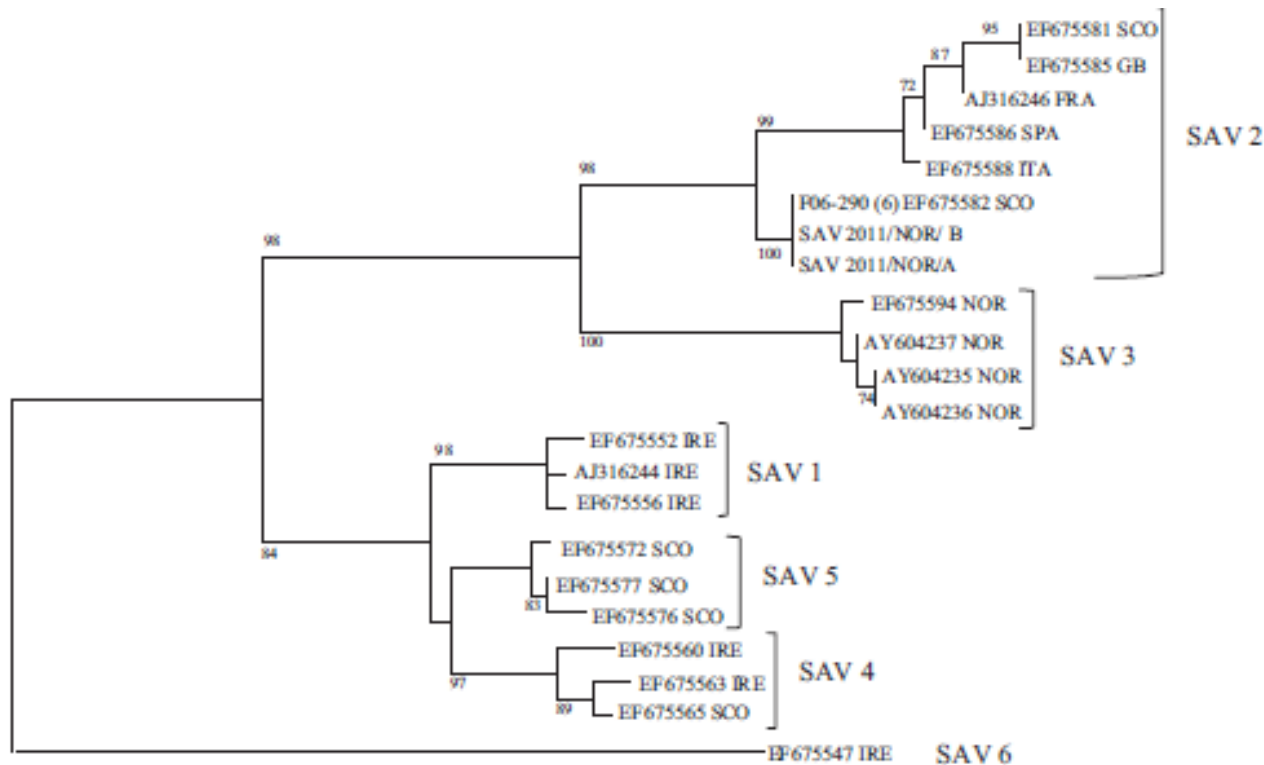 95
EF675581 SCO
87
EF675585 GB
72
AJ316246 FRA
99
EF675586 SPA
SAV 2
98
EF675588 ITA
F06-290 (6) EF675582 SCO
98
SAV 2011/NOR/ B
100
SAV 2011/NOR/A
EF675594 NOR
100
AY604237 NOR
SAV 3
AY604235 NOR
74
AY604236 NOR
98
EF675552 IRE
AJ316244 IRE
SAV 1
EF675556 IRE
84
EF675572 SCO
SAV 5
EF675577 SCO
83
EF675576 SCO
EF675560 IRE
SAV 4
97
EF675563 IRE
89
EF675565 SCO
EF675547 IRE
SAV 6